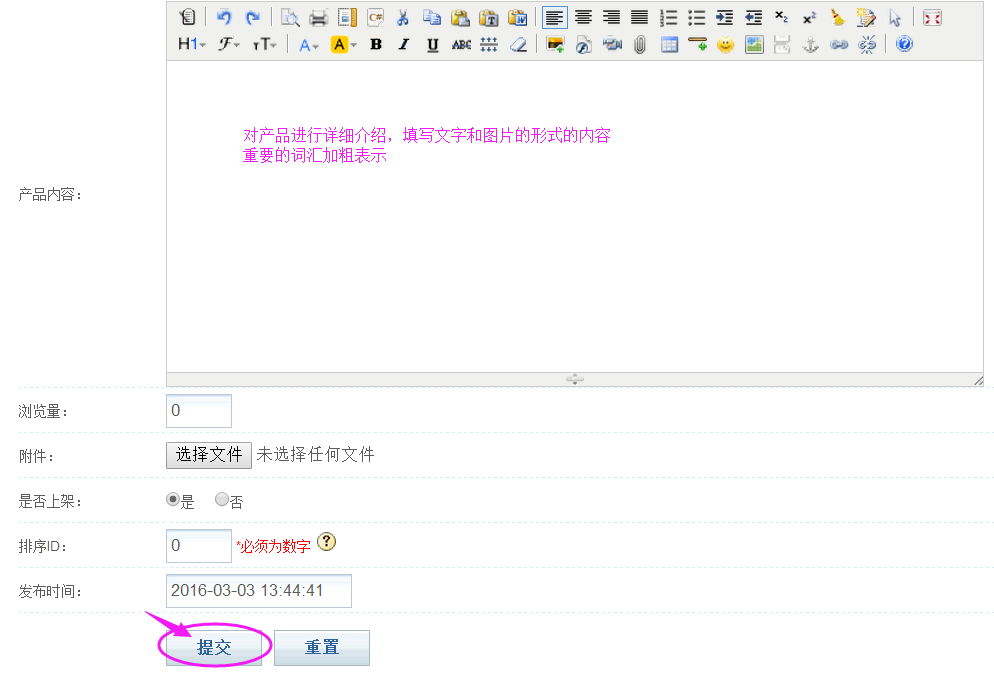 H1 F тT A A B I U ABC
对产品进行详细介绍，填写文字和图片的形式的内容
重要的词汇加粗表示
产品内容：
浏览量：
0
附件：
选择文件 未选择任何文件
是否上架：
是 否
排序ID：
0 *必须为数字 ?
发布时间：
2016-03-03 13:44:41
提交 重置